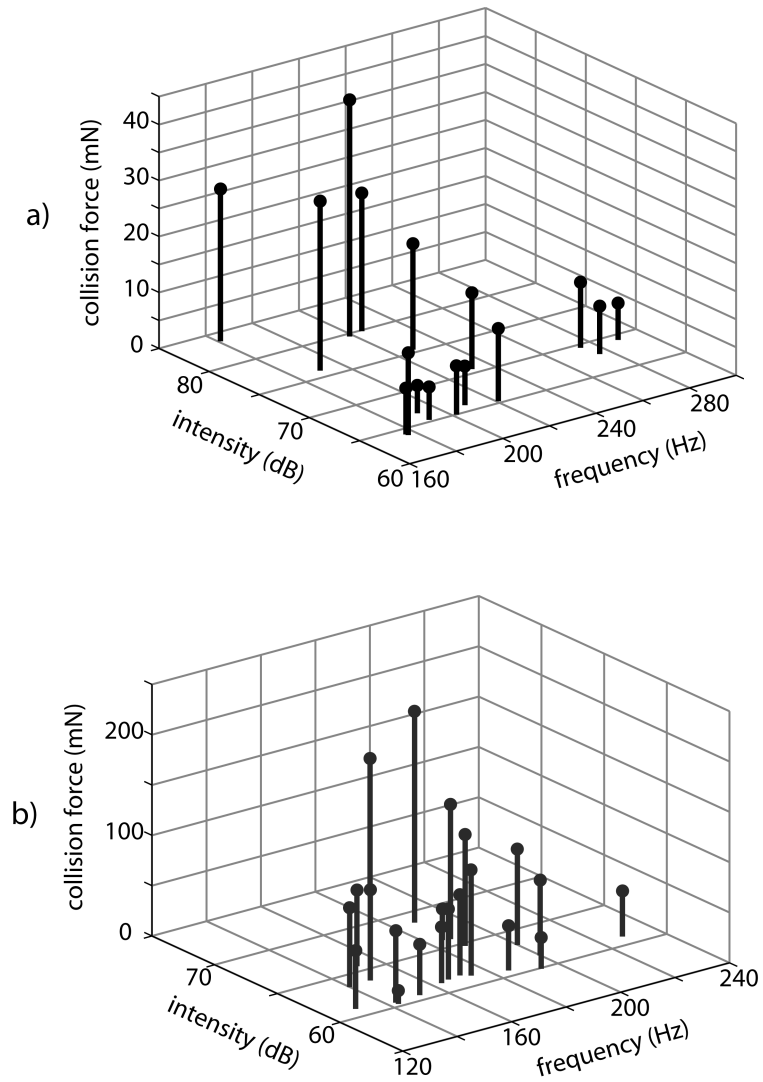 a)
collision force (mN)
40
30
20
10
0
80
70
60
intensity (dB)
160
200
240
280
frequency (Hz)
b)
collision force (mN)
200
100
0
70
60
intensity (dB)
120
160
200
240
frequency (Hz)